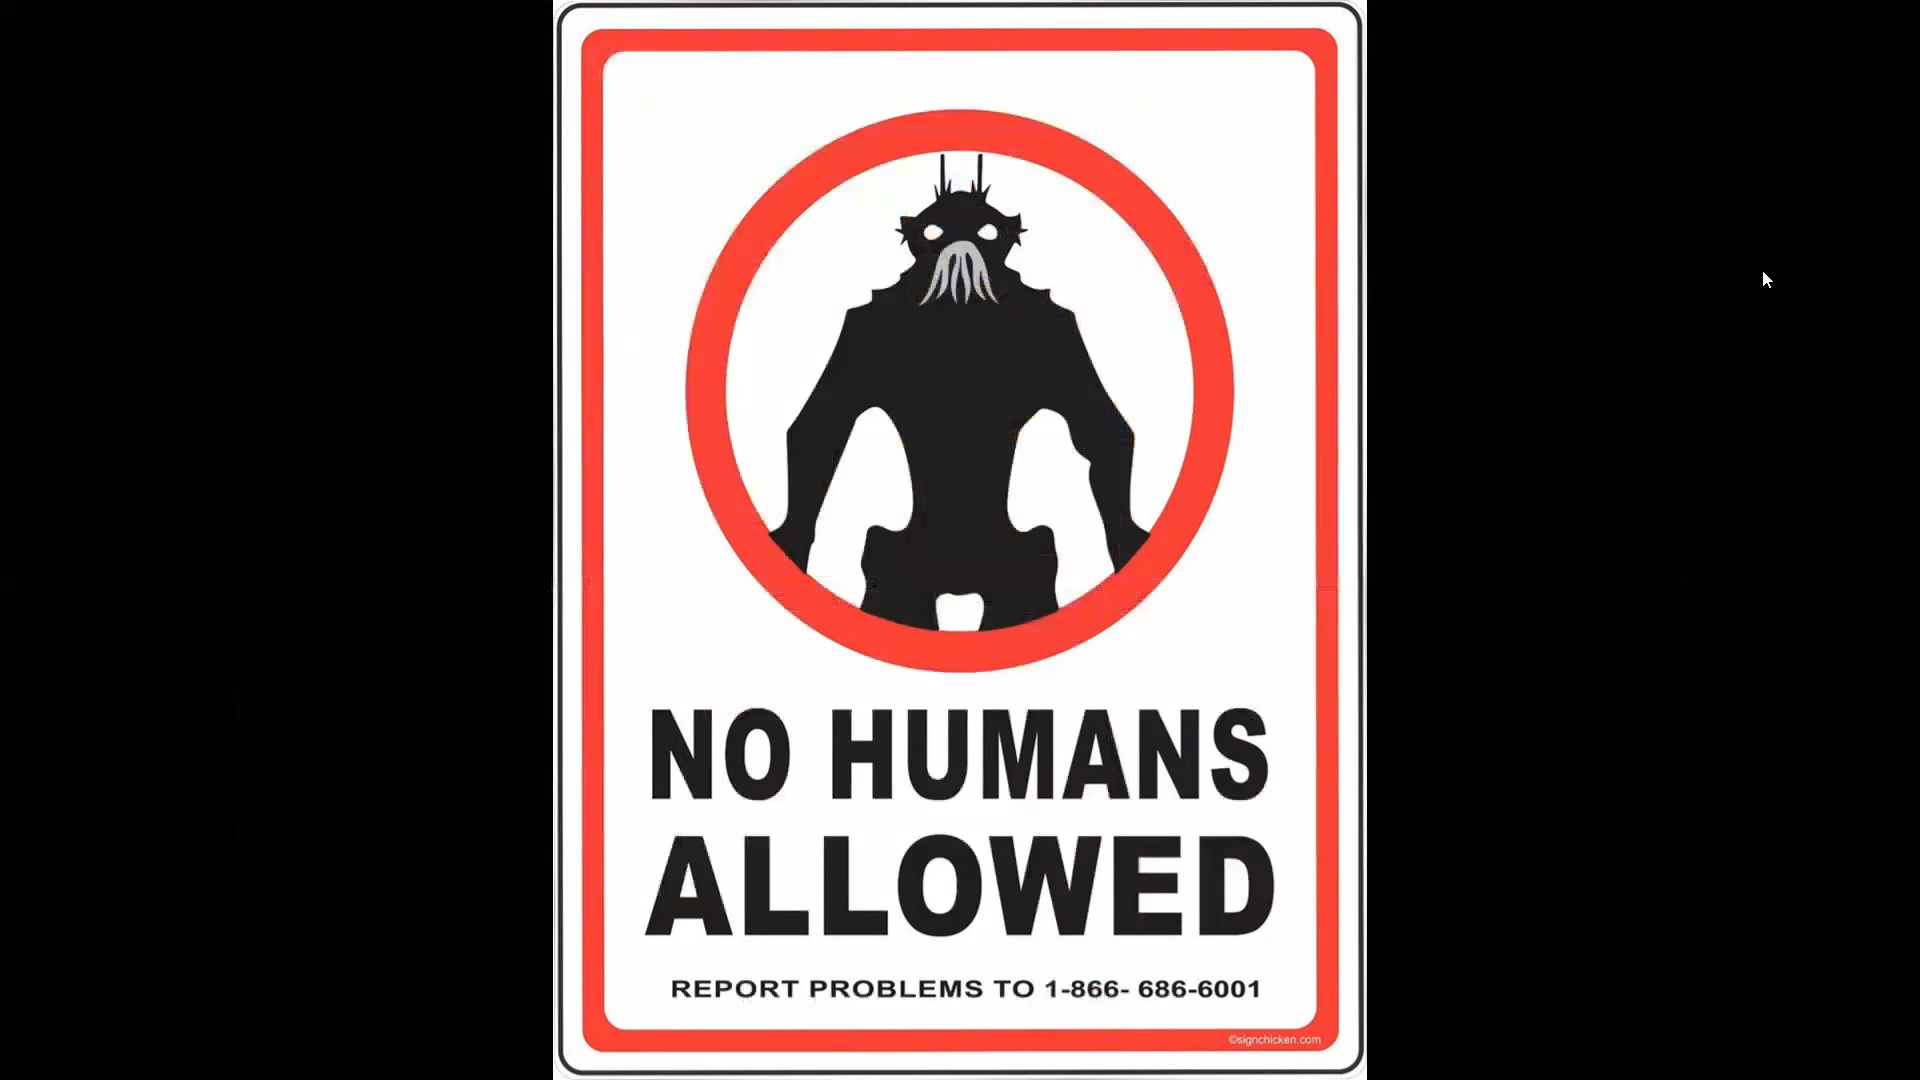 NO HUMANS
ALLOWED
REPORT PROBLEMS TO 1-866- 686-6001
©signchicken.com